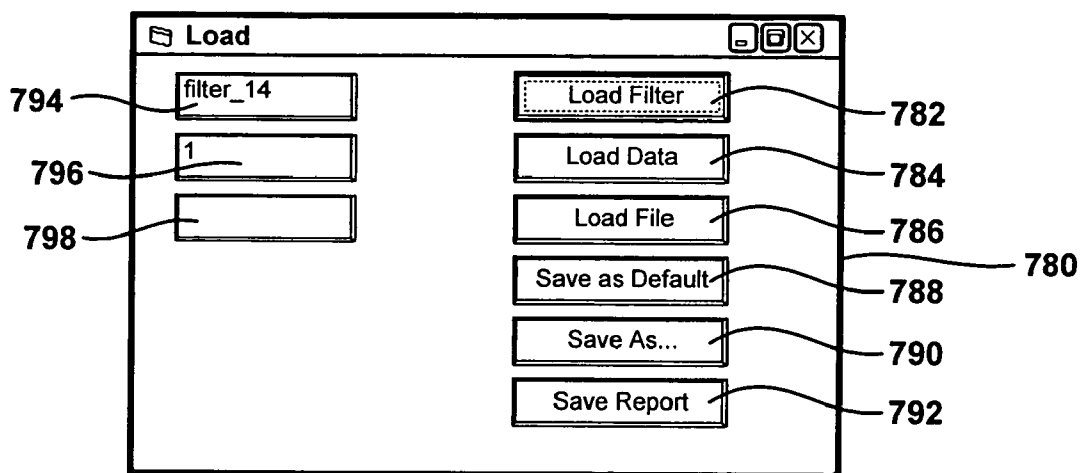 Load
794
filter_14
Load Filter
782
796
1
Load Data
784
798
Load File
786
780
Save as Default
788
Save As...
790
Save Report
792